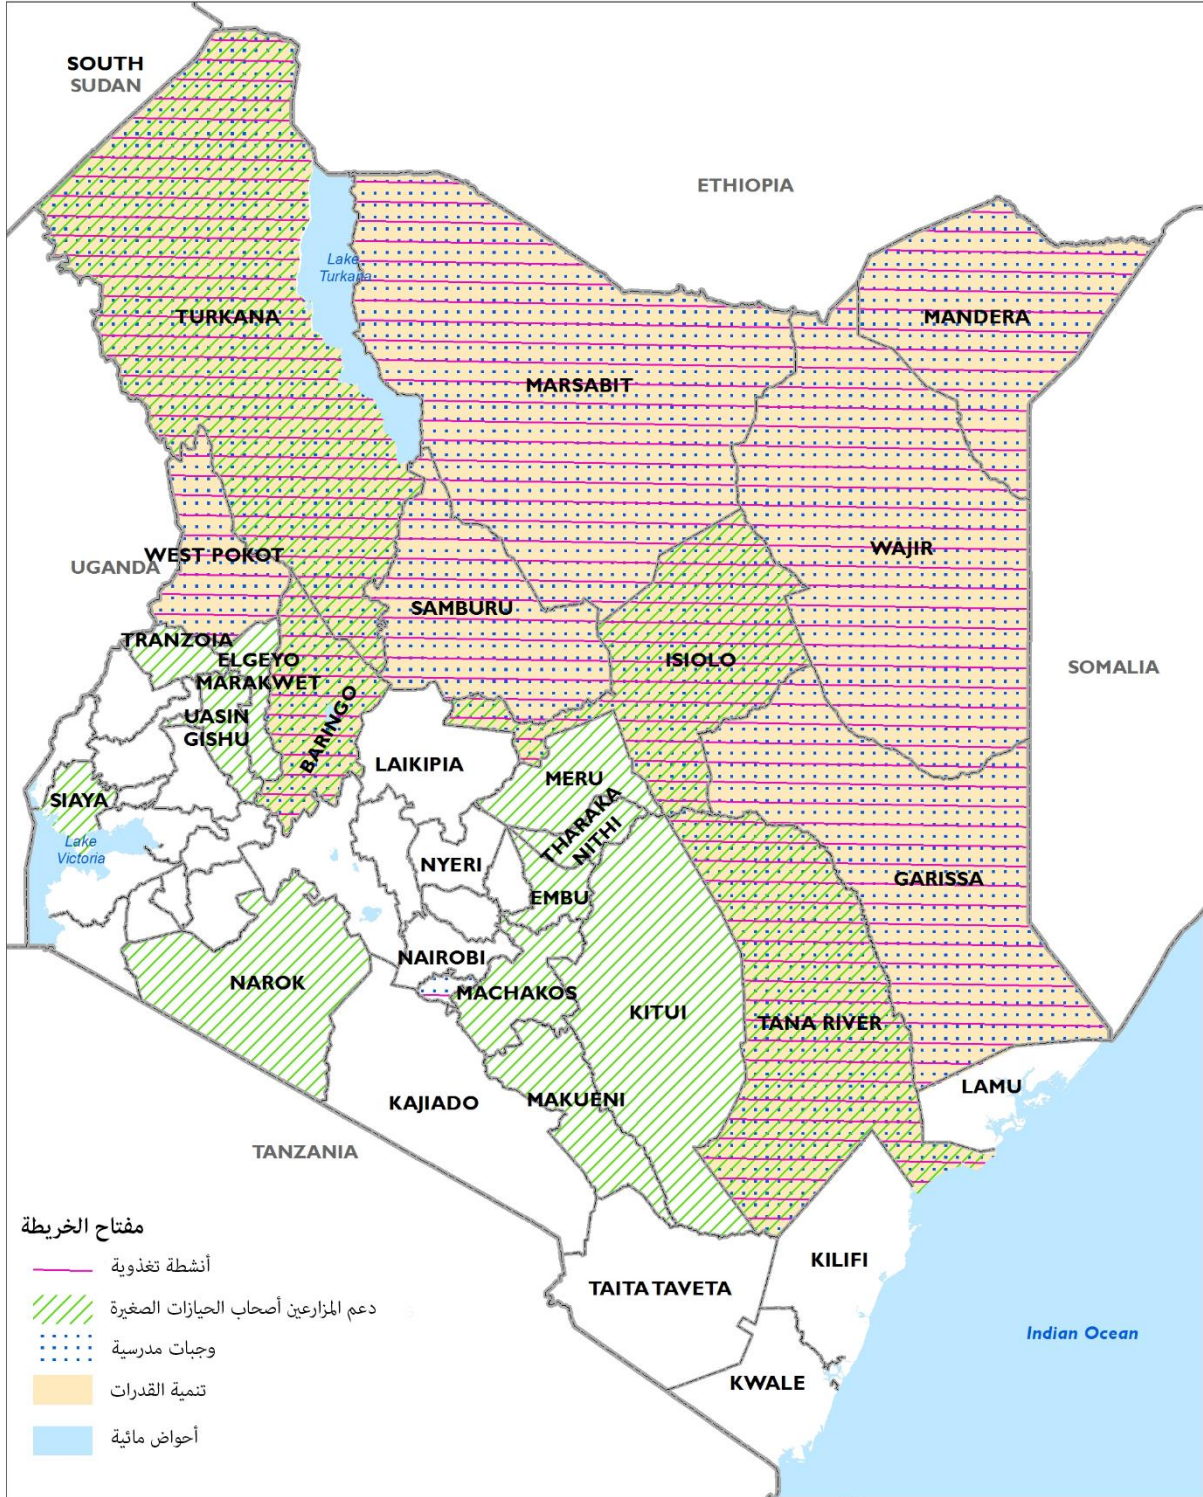 SOUTH
SUDAN
ETHIOPIA
Lake
Turkana
TURKANA
MANDERA
MARSABIT
WAJIR
WEST POKOT
UGANDA
SAMBURU
TRANZOIA
ELGEYO
MARAKWET
ISIOLO
SOMALIA
UASIN
GISHU
BARINGO
LAIKIPIA
MERU
SIAYA
THARAKA
NITHI
Lake
Victoria
NYERI
GARISSA
EMBU
NAIROBI
NAROK
MACHAKOS
KITUI
TANA RIVER
LAMU
KAJIADO
MAKUENI
TANZANIA
KILIFI
TAITA TAVETA
Indian Ocean
KWALE
مفتاح الخريطة
أنشطة تغذوية
دعم المزارعين أصحاب الحيازات الصغيرة
وجبات مدرسية
تنمية القدرات
أحواض مائية